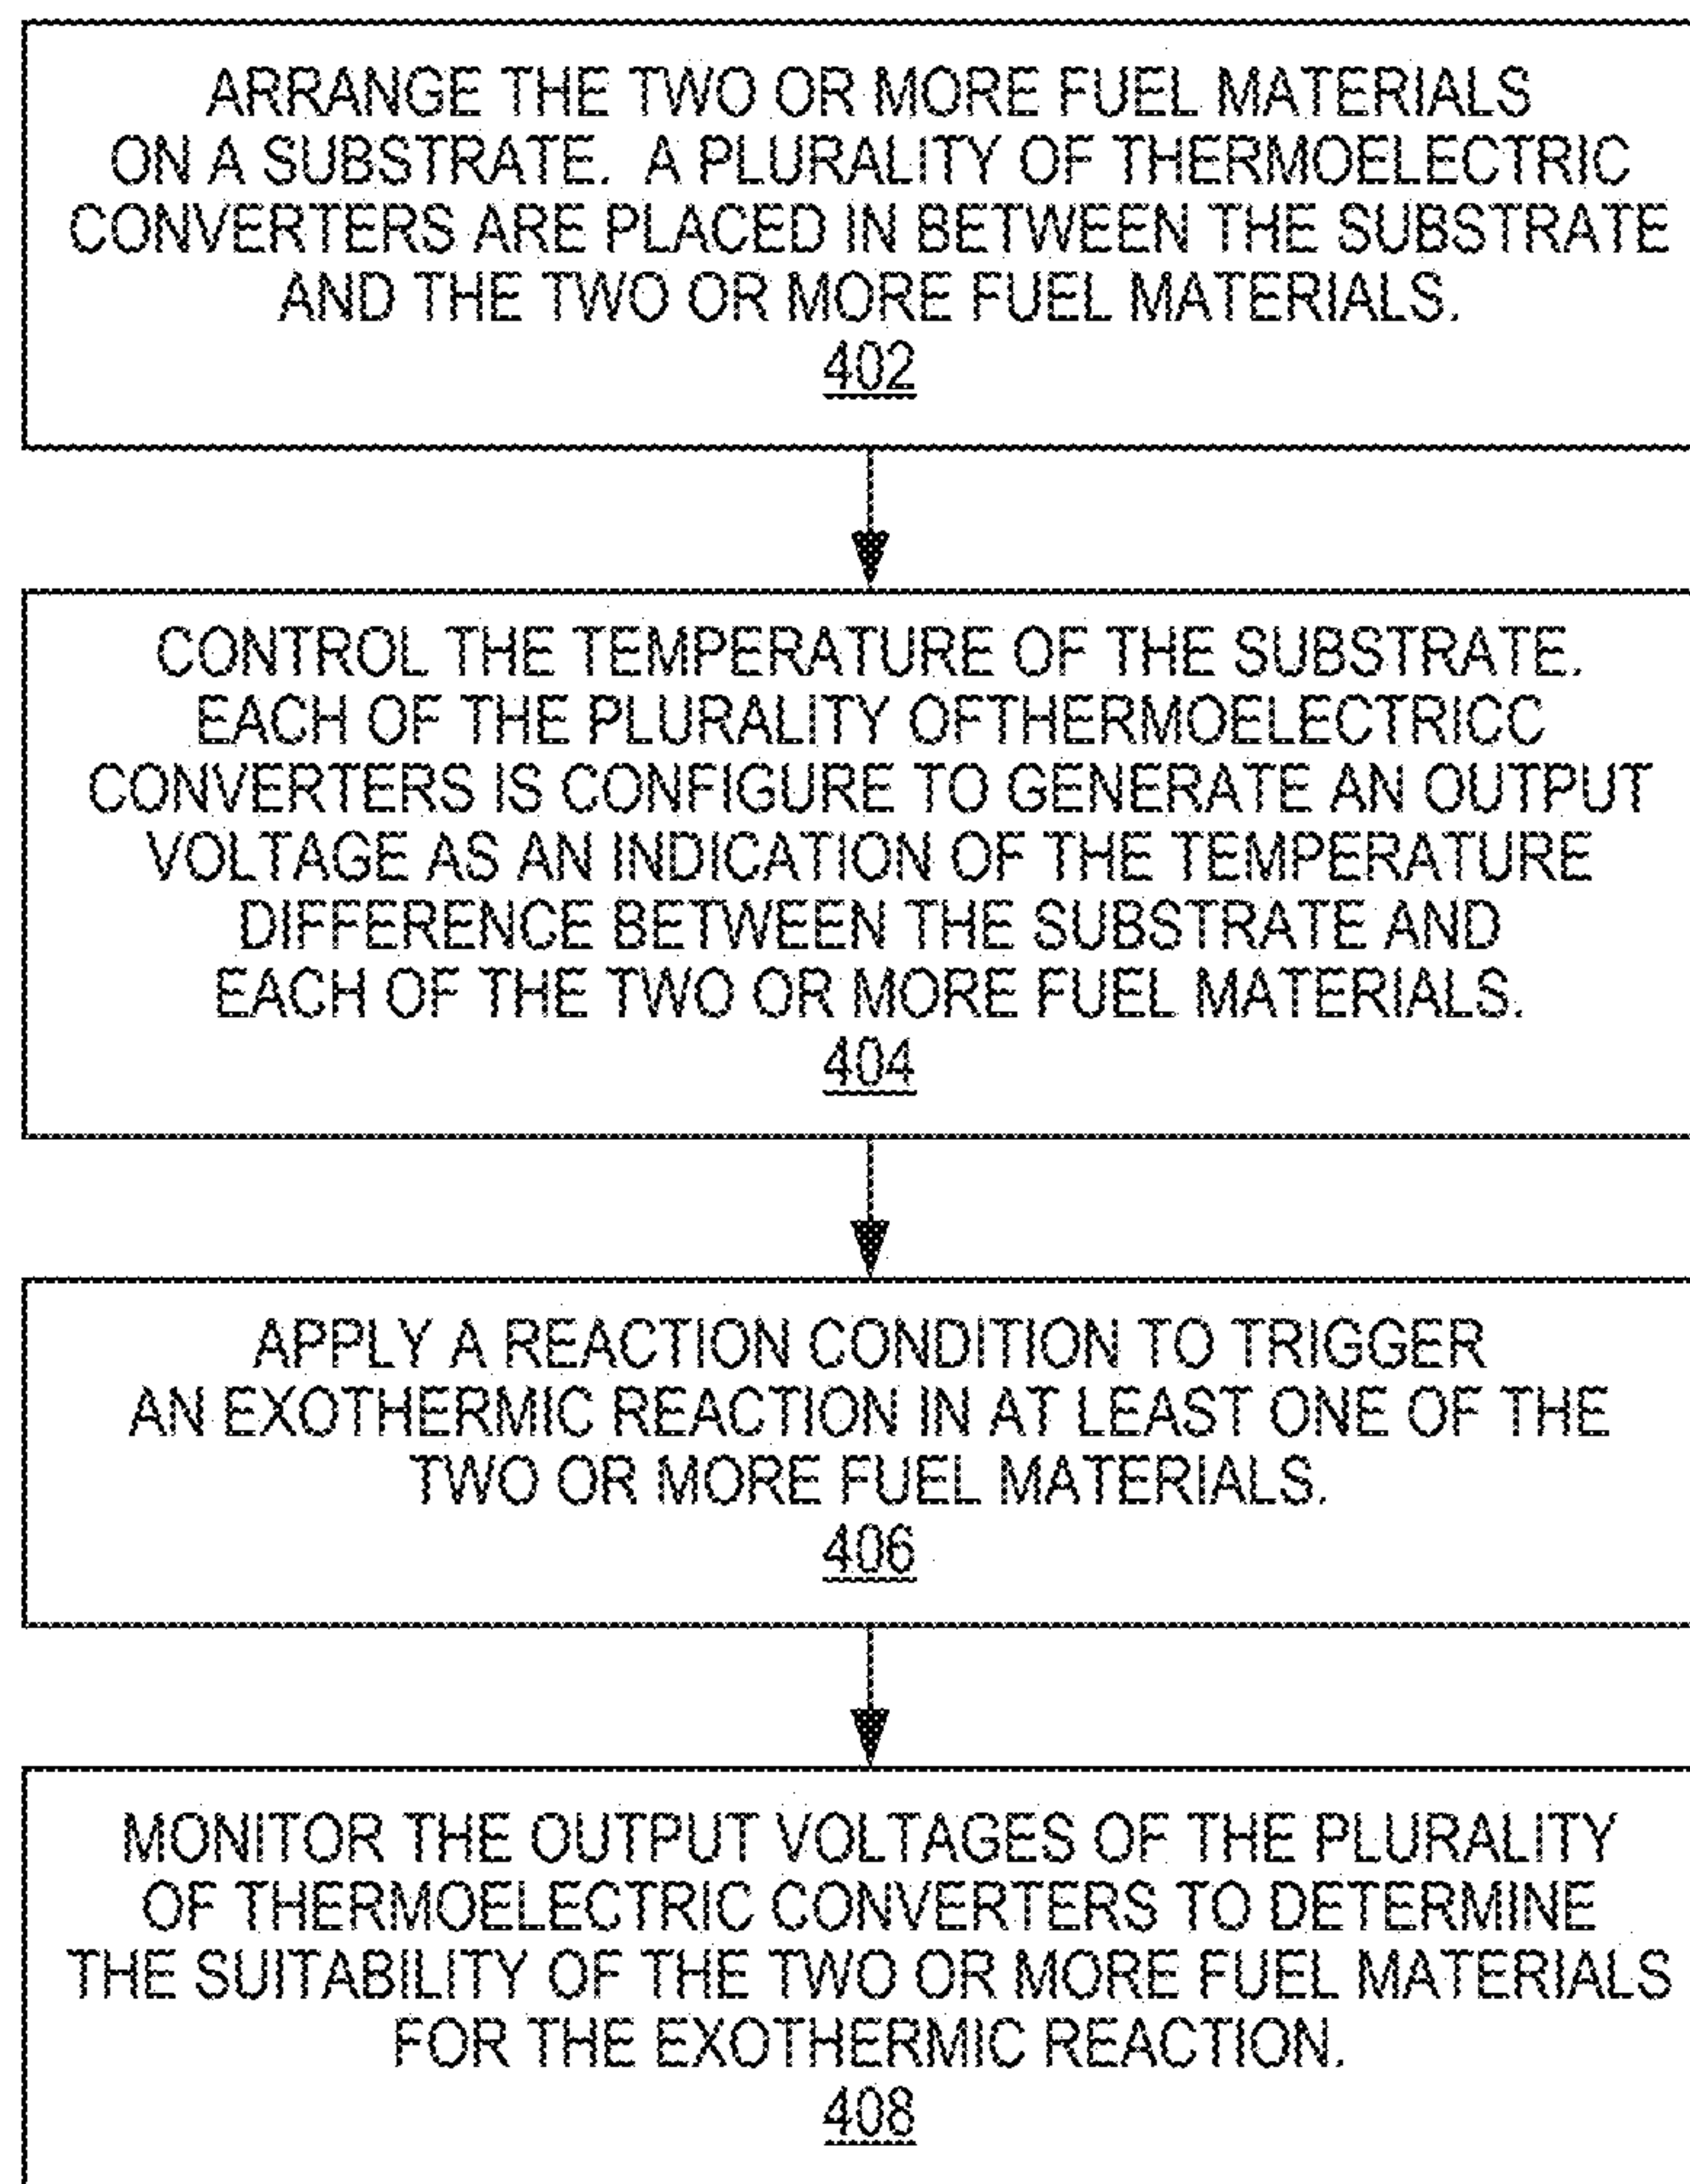 ARRANGE THE TWO OR MORE FUEL MATERIALS
ON A SUBSTRATE. A PLURALITY OF THERMOELECTRIC
CONVERTERS ARE PLACED IN BETWEEN THE SUBSTRATE
AND THE TWO OR MORE FUEL MATERIALS.
402
CONTROL THE TEMPERATURE OF THE SUBSTRATE.
EACH OF THE PLURALITY OFTHERMOELECTRICC
CONVERTERS IS CONFIGURE TO GENERATE AN OUTPUT
VOLTAGE AS AN INDICATION OF THE TEMPERATURE
DIFFERENCE BETWEEN THE SUBSTRATE AND
EACH OF THE TWO OR MORE FUEL MATERIALS.
404
APPLY A REACTION CONDITION TO TRIGGER
AN EXOTHERMIC REACTION IN AT LEAST ONE OF THE
TWO OR MORE FUEL MATERIALS.
406
MONITOR THE OUTPUT VOLTAGES OF THE PLURALITY
OF THERMOELECTRIC CONVERTERS TO DETERMINE
THE SUITABILITY OF THE TWO OR MORE FUEL MATERIALS
FOR THE EXOTHERMIC REACTION.
408